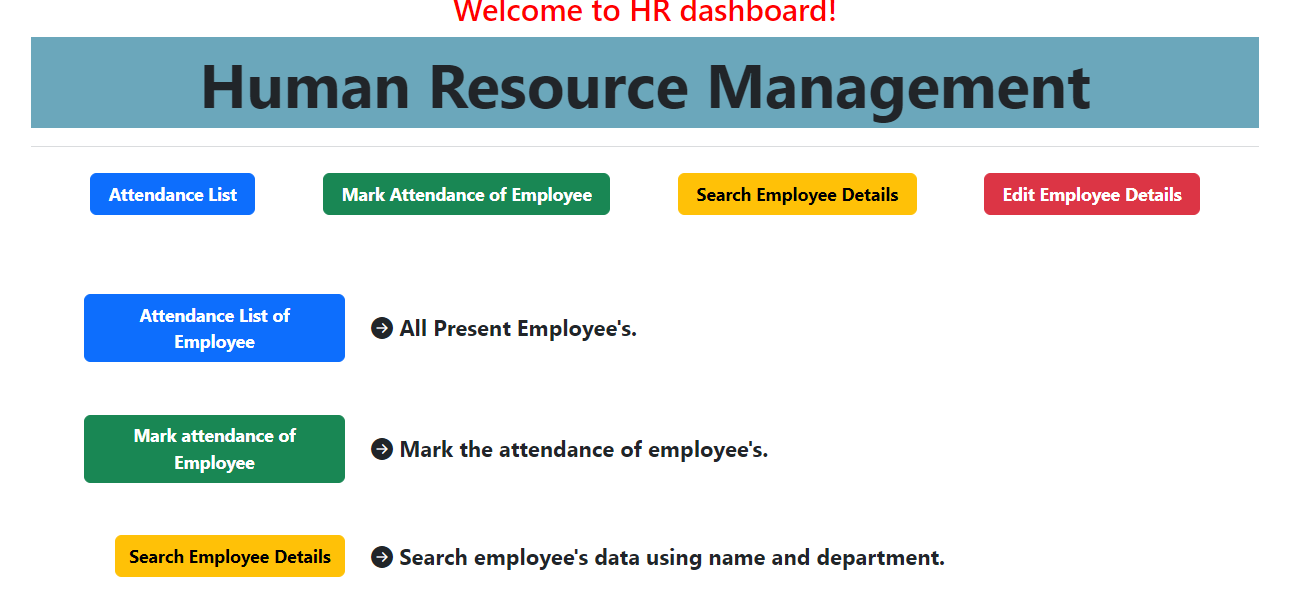 Welcome to HR dashboard!
Human Resource Management
Attendance List
Mark Attendance of Employee
Search Employee Details
Edit Employee Details
Attendance List of
Employee
All Present Employee's.
Mark attendance of
Employee
Mark the attendance of employee's.
Search Employee Details
Search employee's data using name and department.